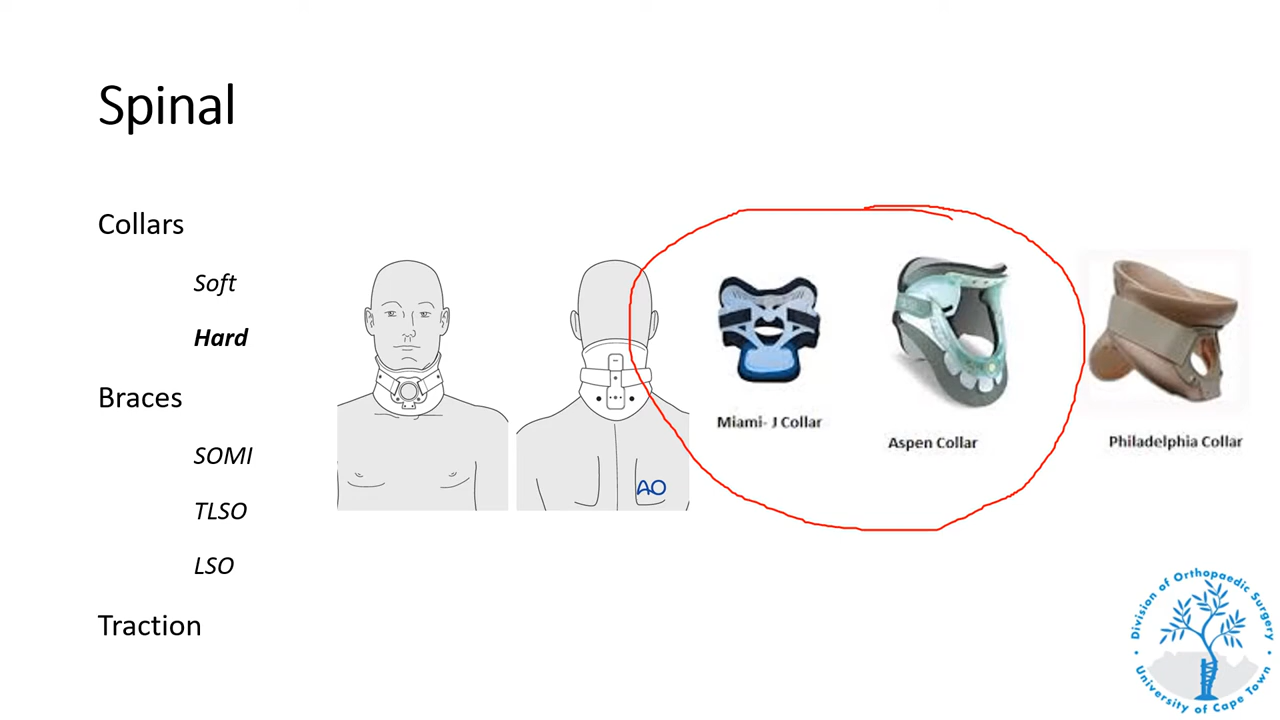 Spinal
Collars
Soft
Hard
Braces
SOMI
TLSO
LSO
Traction
AO
Miami- J Collar
Aspen Collar
Philadelphia Collar
Division of Orthopaedic Surgery
University of Cape Town